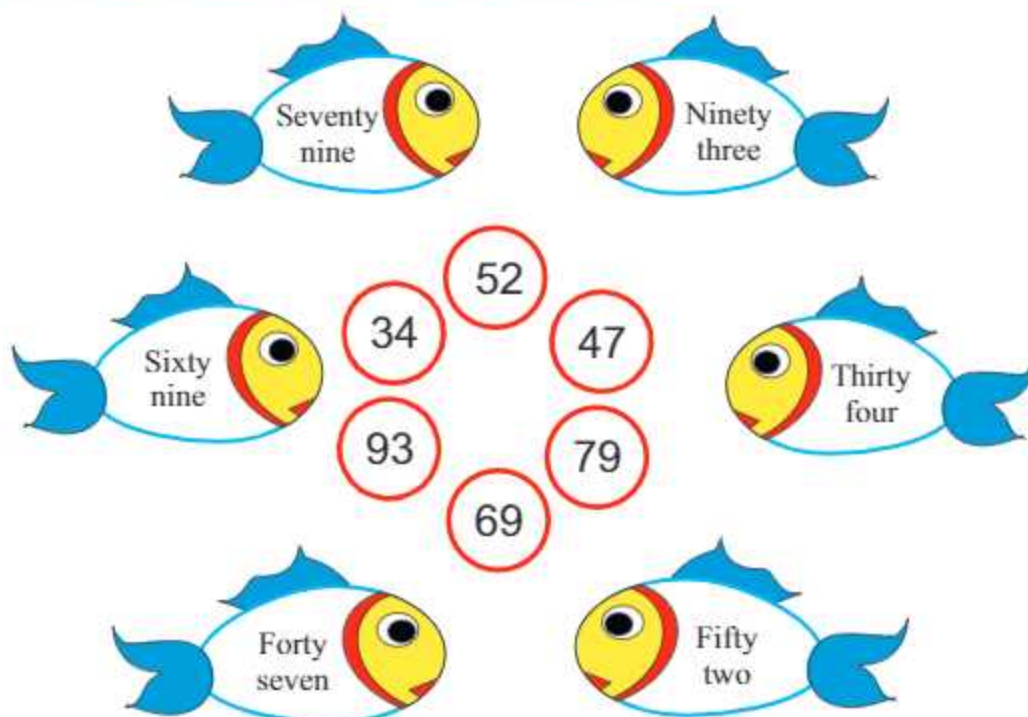 Seventy
nine
Ninety
three
52
34
47
Sixty
nine
Thirty
four
93
79
69
Forty
seven
Fifty
two